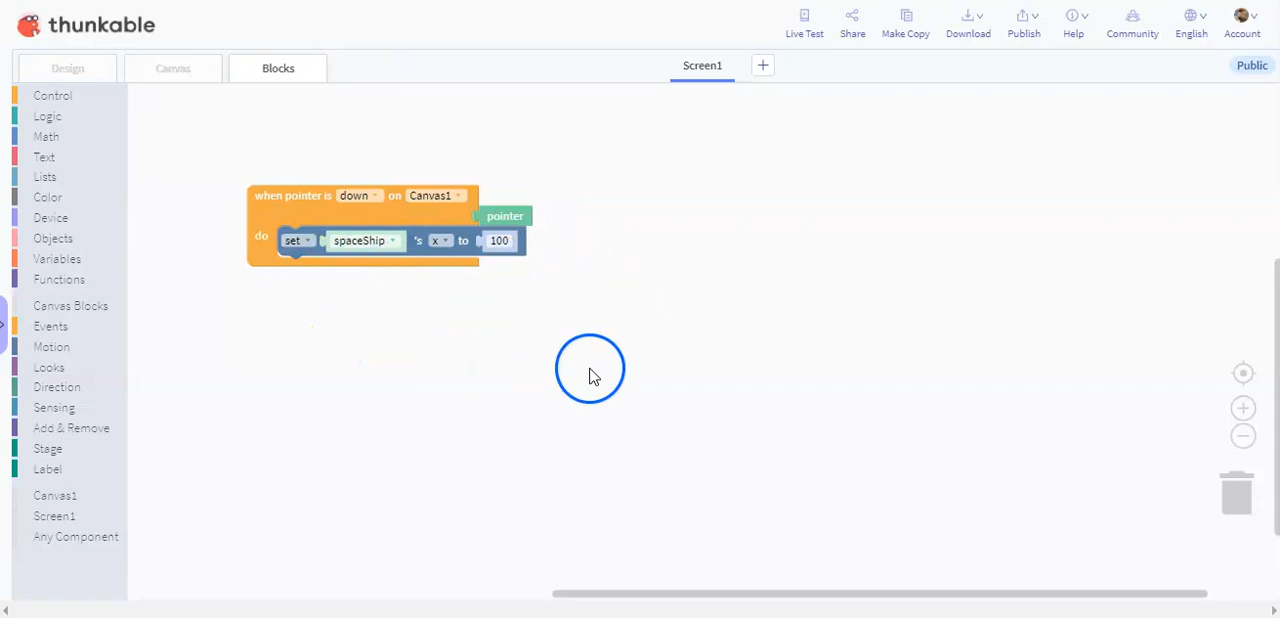 thunkable
Live Test
Share
Make Copy
Download
Publish
Help
Community
English
Account
Design
Canvas
Blocks
Screen1
+
Public
Control
Logic
Math
Text
Lists
Color
Device
Objects
Variables
Functions
Canvas Blocks
Events
Motion
Looks
Direction
Sensing
Add & Remove
Stage
Label
Canvas1
Screen1
Any Component
when pointer is down on Canvas1
pointer
do set spaceShip 's x to 100